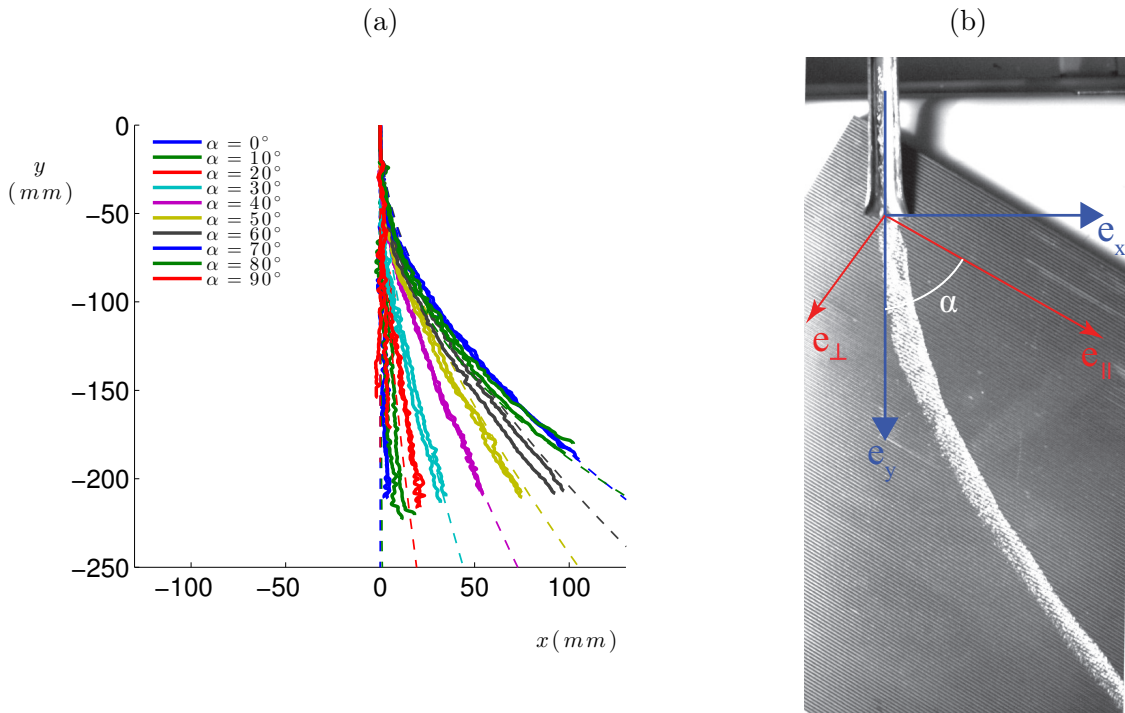 (a)
(b)
y
(mm)
0
−50
−100
−150
−200
−250
α = 0°
α = 10°
α = 20°
α = 30°
α = 40°
α = 50°
α = 60°
α = 70°
α = 80°
α = 90°
−100
−50
0
50
100
x(mm)
e_x
α
e_⊥
e_∥
e_y